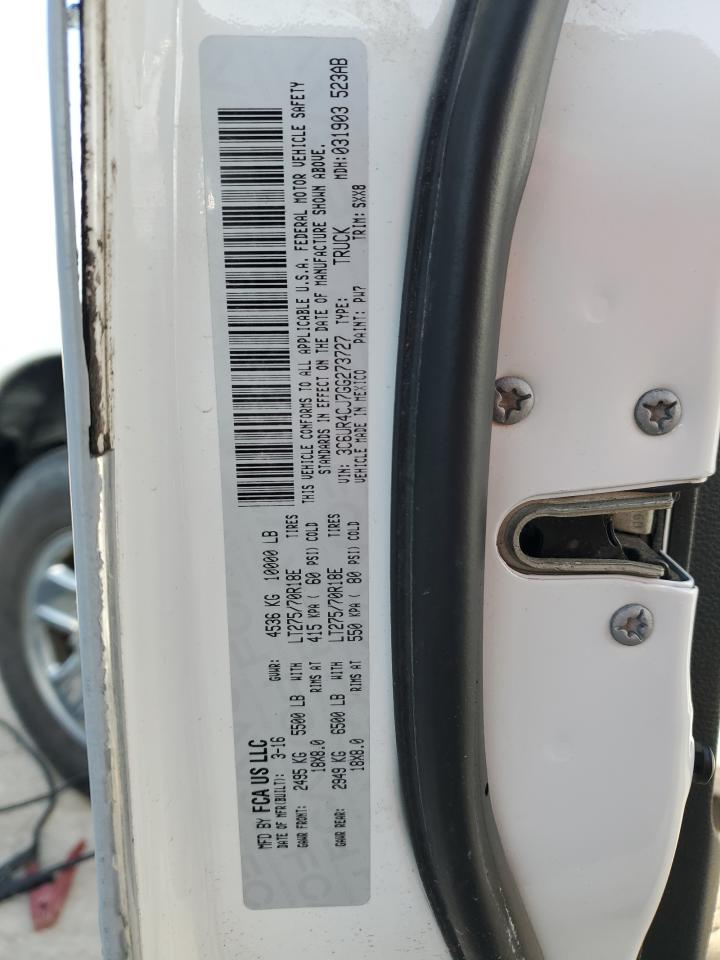 MFD BY FCA US LLC
DATE OF MFR(BUILT): 3-16 GVWR: 4536 KG 10000 LB
GAWR FRONT: 2495 KG 5500 LB WITH LT275/70R18E TIRES
18X8.0 RIMS AT 415 KPA ( 60 PSI) COLD
GAWR REAR: 2949 KG 6500 LB WITH LT275/70R18E TIRES
18X8.0 RIMS AT 550 KPA ( 80 PSI) COLD
THIS VEHICLE CONFORMS TO ALL APPLICABLE U.S.A. FEDERAL MOTOR VEHICLE SAFETY
STANDARDS IN EFFECT ON THE DATE OF MANUFACTURE SHOWN ABOVE.
VIN: 3C6UR4CJ7GG273727 TYPE: TRUCK MDH:031903 523AB
VEHICLE MADE IN MEXICO PAINT: PW7 TRIM: SXX8